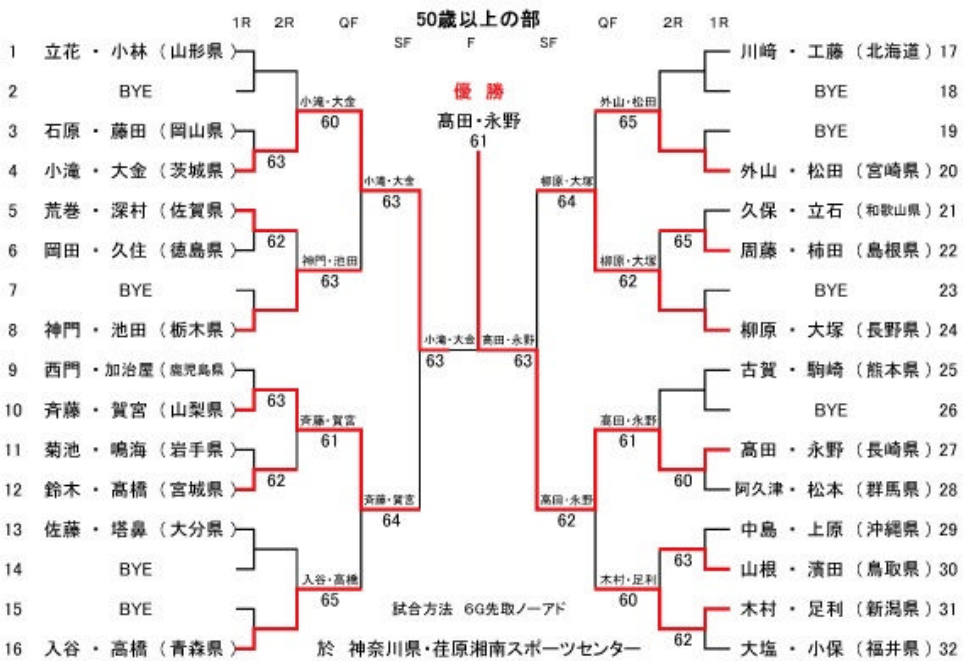 50歳以上の部
1R 2R QF SF F SF QF 2R 1R
優 勝
髙田・永野
61
1 立花 ・ 小林 (山形県)
2 BYE
3 石原 ・ 藤田 (岡山県)
4 小滝 ・ 大金 (茨城県)
5 荒巻 ・ 深村 (佐賀県)
6 岡田 ・ 久住 (徳島県)
7 BYE
8 神門 ・ 池田 (栃木県)
9 西門 ・ 加治屋 (鹿児島県)
10 斉藤 ・ 賀宮 (山梨県)
11 菊池 ・ 鳴海 (岩手県)
12 鈴木 ・ 髙橋 (宮城県)
13 佐藤 ・ 塔鼻 (大分県)
14 BYE
15 BYE
16 入谷 ・ 高橋 (青森県)
63
62
63
62
小滝・大金
60
神門・池田
63
斉藤・賀宮
61
入谷・高橋
65
小滝・大金
63
斉藤・賀宮
64
小滝・大金
63
髙田・永野
63
柳原・大塚
64
髙田・永野
62
外山・松田
65
柳原・大塚
62
髙田・永野
61
木村・足利
60
65
60
63
62
川﨑 ・ 工藤 (北海道) 17
BYE 18
BYE 19
外山 ・ 松田 (宮崎県) 20
久保 ・ 立石 (和歌山県) 21
周藤 ・ 柿田 (島根県) 22
BYE 23
柳原 ・ 大塚 (長野県) 24
古賀 ・ 駒崎 (熊本県) 25
BYE 26
髙田 ・ 永野 (長崎県) 27
阿久津 ・ 松本 (群馬県) 28
中島 ・ 上原 (沖縄県) 29
山根 ・ 濱田 (鳥取県) 30
木村 ・ 足利 (新潟県) 31
大塩 ・ 小保 (福井県) 32
試合方法 6G先取ノーアド
於 神奈川県・荏原湘南スポーツセンター